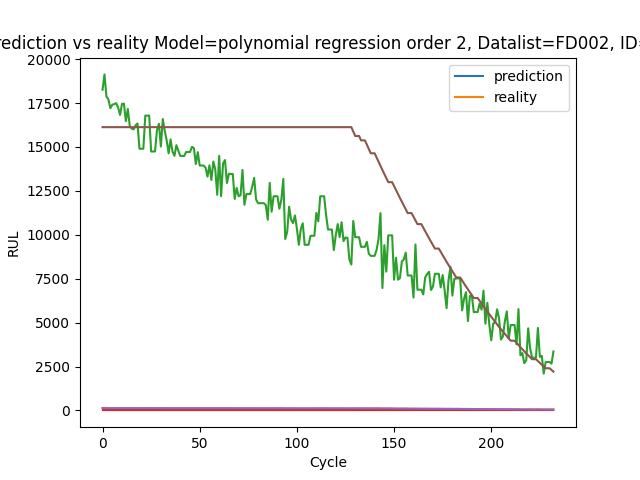 rediction vs reality Model=polynomial regression order 2, Datalist=FD002, ID=
20000
17500
15000
12500
10000
7500
5000
2500
0
RUL
prediction
reality
0 50 100 150 200
Cycle